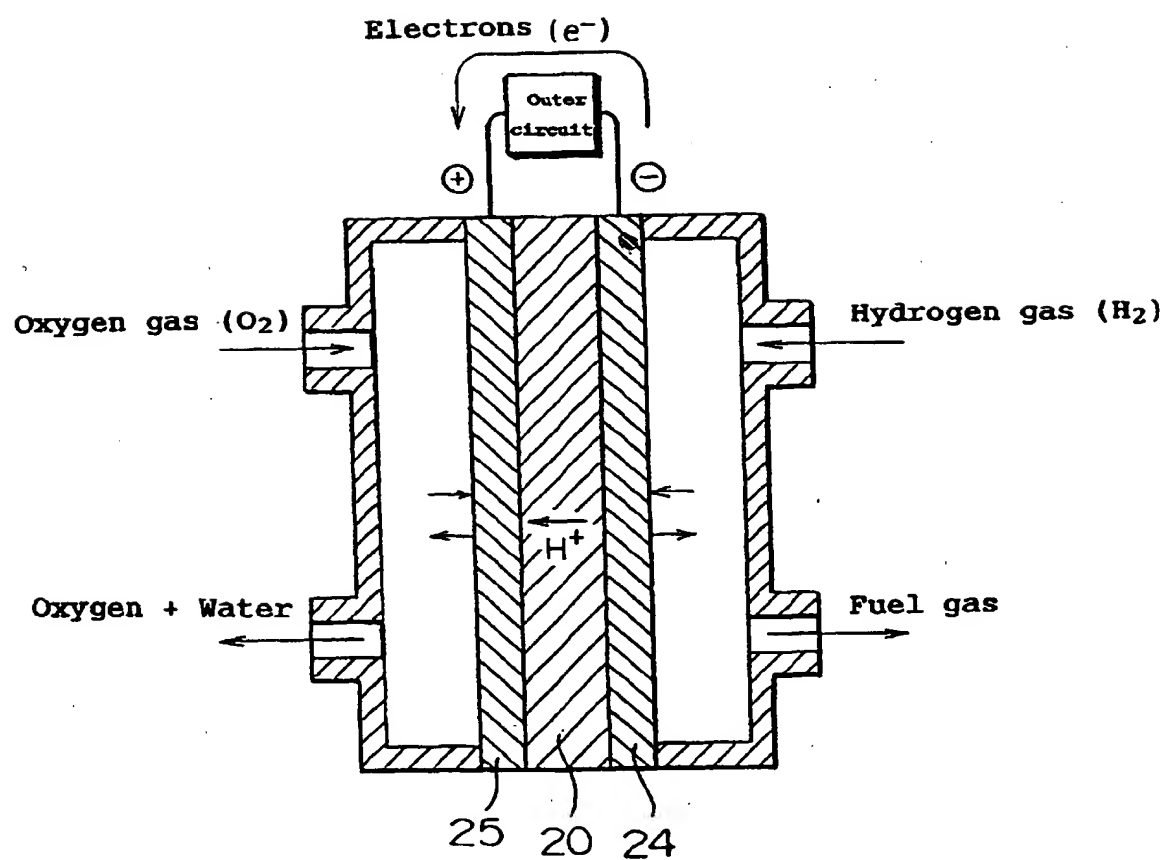 Electrons (e⁻)
Outer
circuit
⊕ ⊖
Oxygen gas (O₂)
Hydrogen gas (H₂)
H⁺
Oxygen + Water
Fuel gas
25 20 24